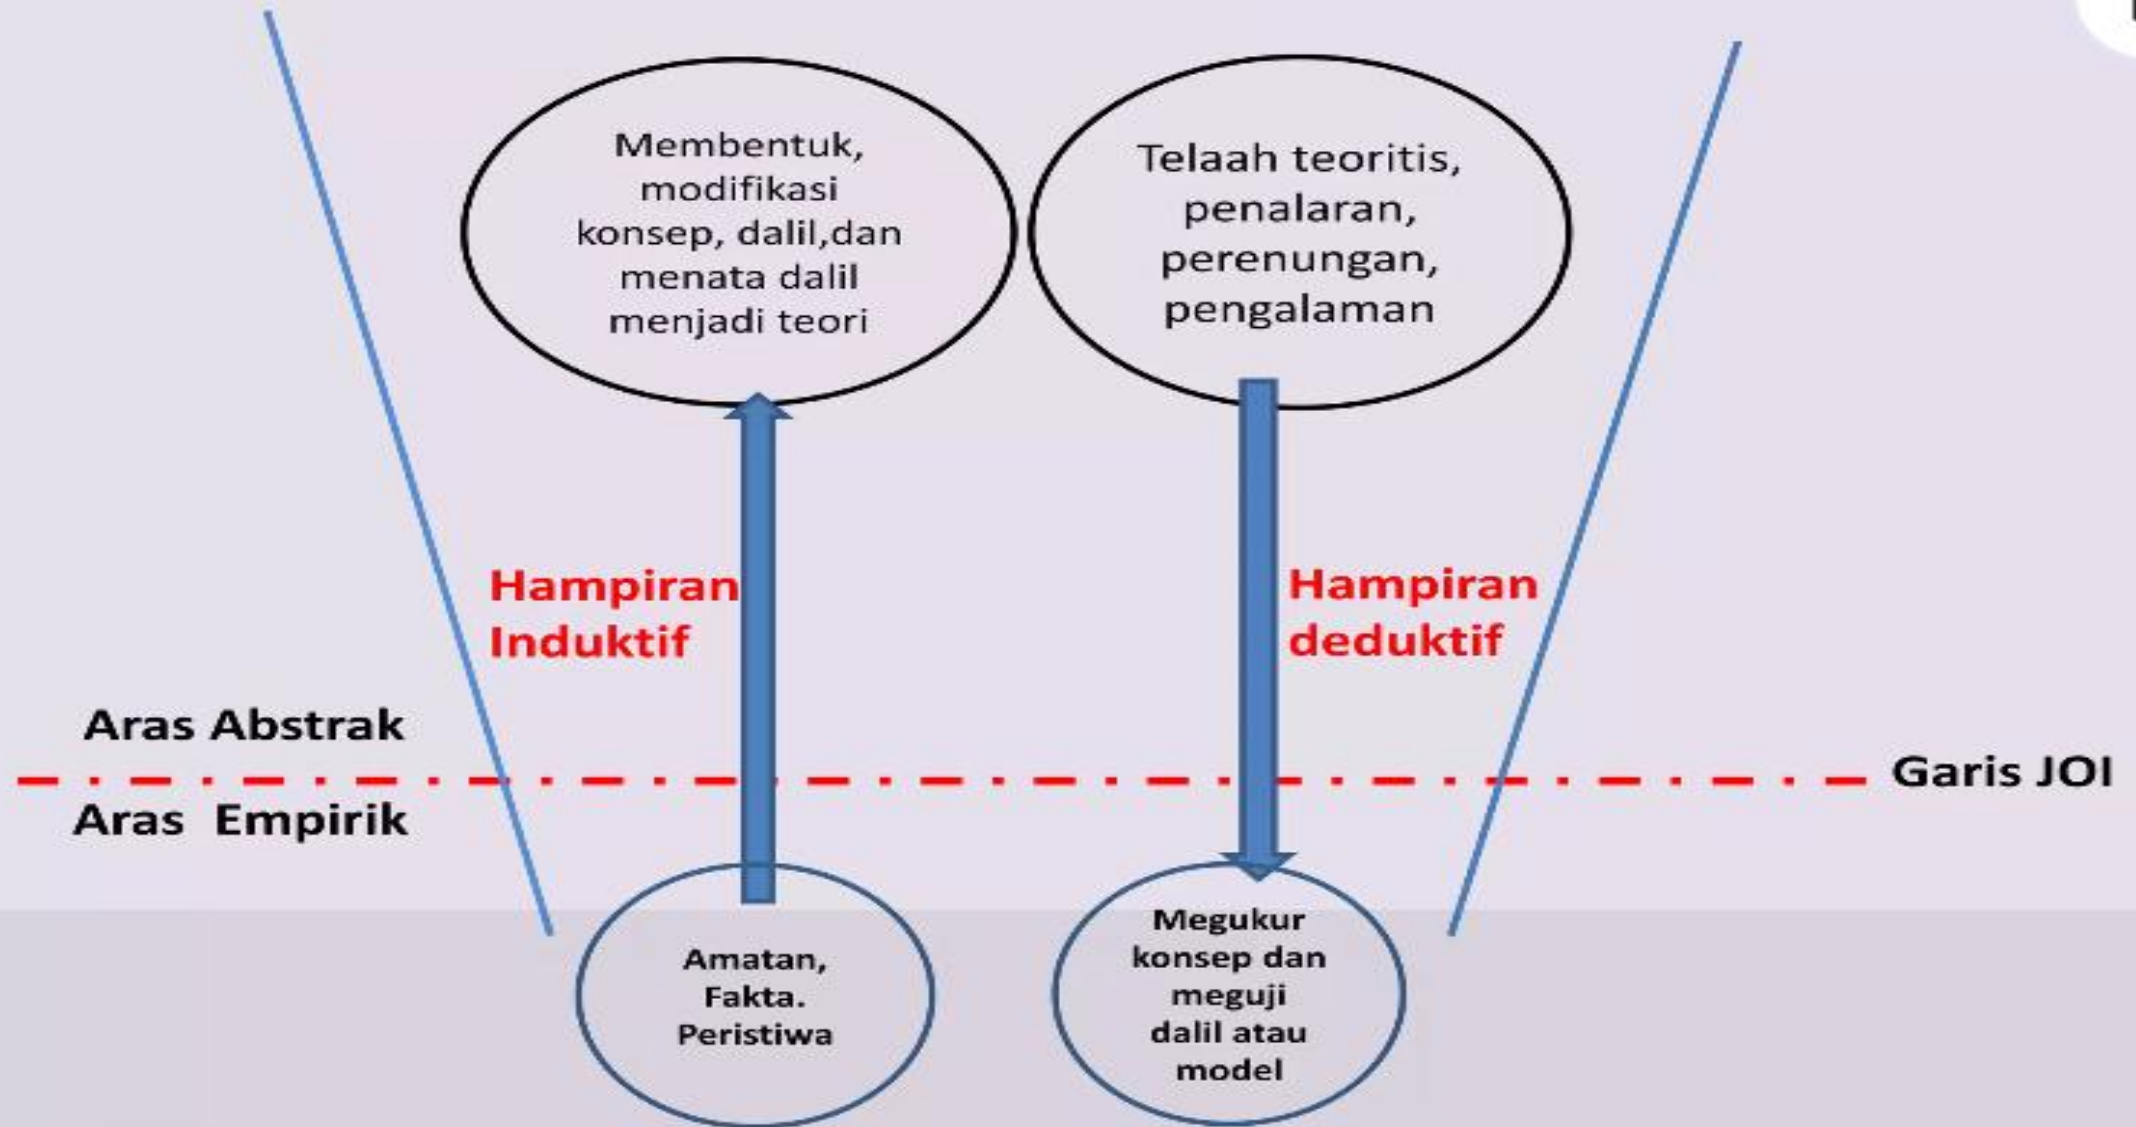 Membentuk,
modifikasi
konsep, dalil,dan
menata dalil
menjadi teori
Telaah teoritis,
penalaran,
perenungan,
pengalaman
Hampiran
Induktif
Hampiran
deduktif
Aras Abstrak
Garis JOI
Aras  Empirik
Amatan,
Fakta.
Peristiwa
Megukur
konsep dan
meguji
dalil atau
model